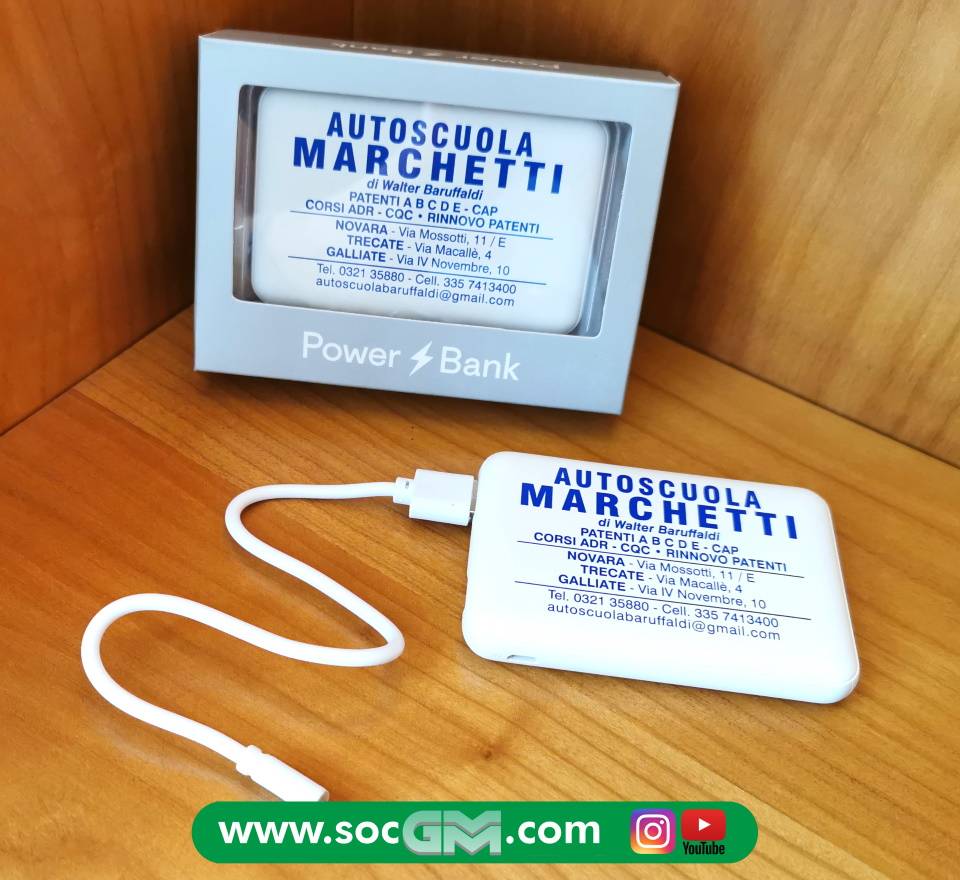 Power Bank
AUTOSCUOLA
MARCHETTI
di Walter Baruffaldi
PATENTI A B C D E - CAP
CORSI ADR - CQC • RINNOVO PATENTI
NOVARA - Via Mossotti, 11 / E
TRECATE - Via Macallè, 4
GALLIATE - Via IV Novembre, 10
Tel. 0321 35880 - Cell. 335 7413400
autoscuolabaruffaldi@gmail.com
Power Bank
AUTOSCUOLA
MARCHETTI
di Walter Baruffaldi
PATENTI A B C D E - CAP
CORSI ADR - CQC • RINNOVO PATENTI
NOVARA - Via Mossotti, 11 / E
TRECATE - Via Macallè, 4
GALLIATE - Via IV Novembre, 10
Tel. 0321 35880 - Cell. 335 7413400
autoscuolabaruffaldi@gmail.com
www.socGM.com
YouTube